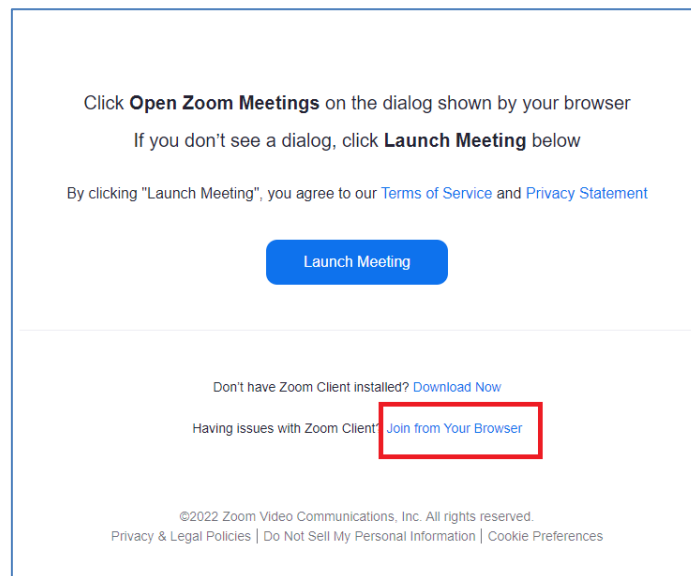 Click Open Zoom Meetings on the dialog shown by your browser
If you don’t see a dialog, click Launch Meeting below
By clicking "Launch Meeting", you agree to our Terms of Service and Privacy Statement
Launch Meeting
Don’t have Zoom Client installed? Download Now
Having issues with Zoom Client? Join from Your Browser
©2022 Zoom Video Communications, Inc. All rights reserved.
Privacy & Legal Policies | Do Not Sell My Personal Information | Cookie Preferences